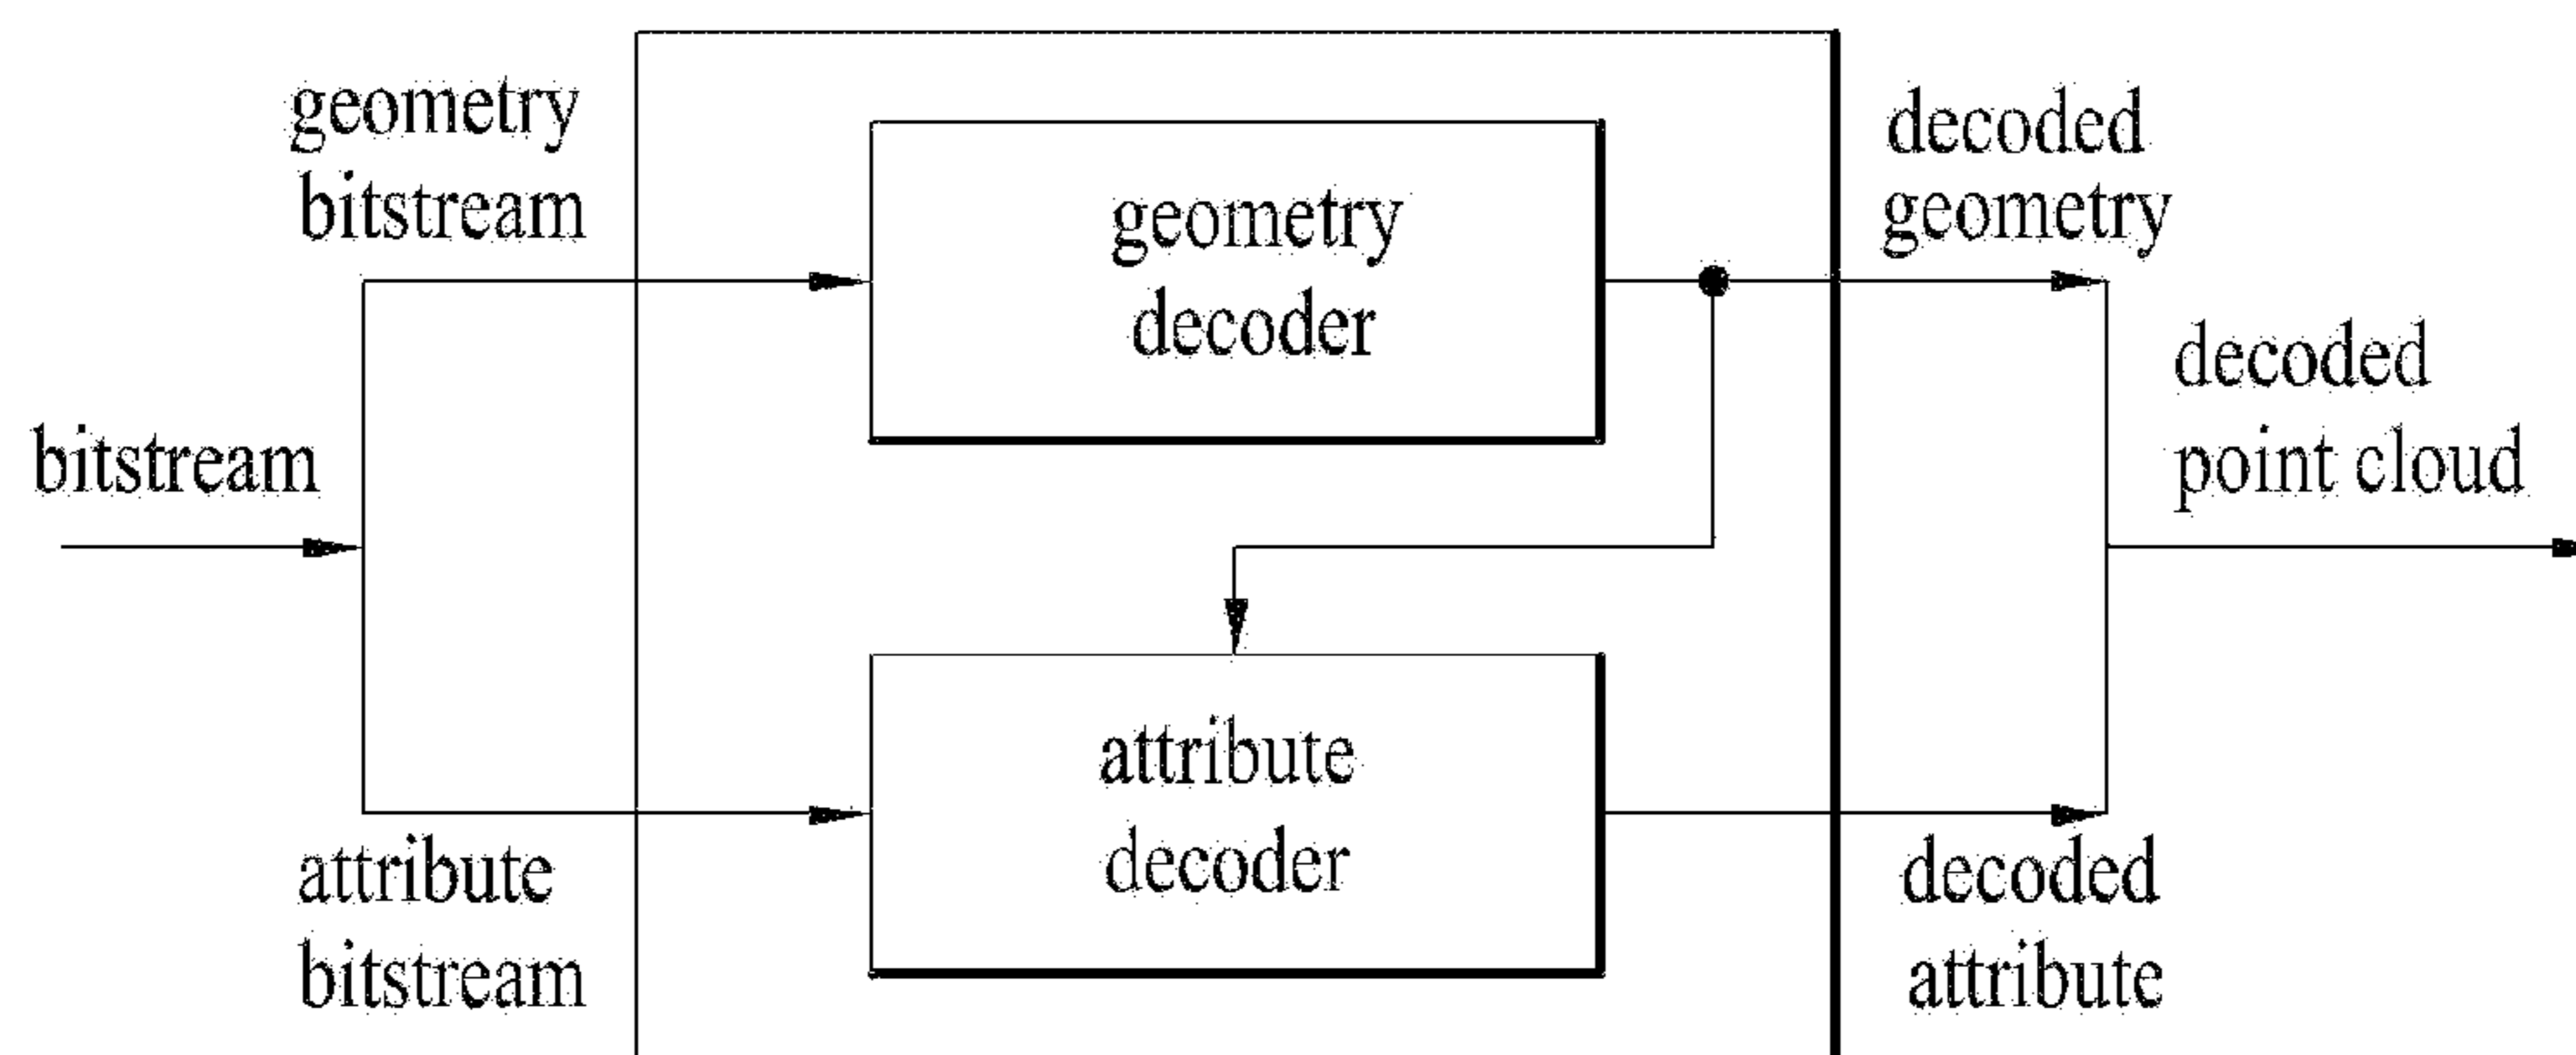 geometry
bitstream
geometry
decoder
decoded
geometry
bitstream
decoded
point cloud
attribute
decoder
attribute
bitstream
decoded
attribute